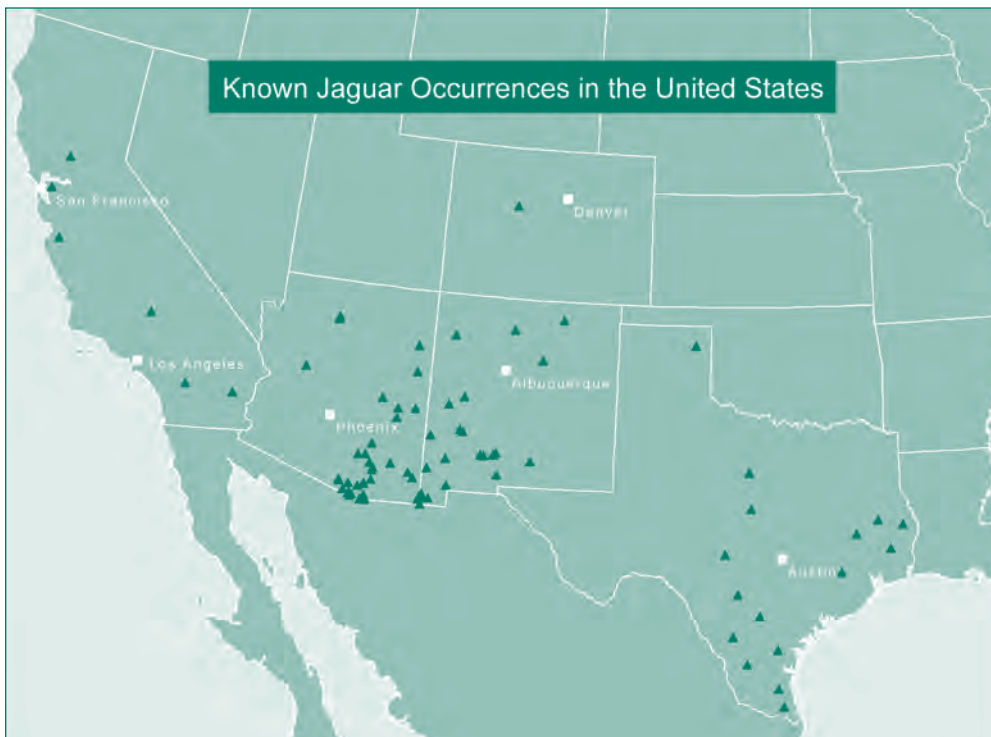 Known Jaguar Occurrences in the United States
San Francisco
Denver
Los Angeles
Albuquerque
Phoenix
Austin